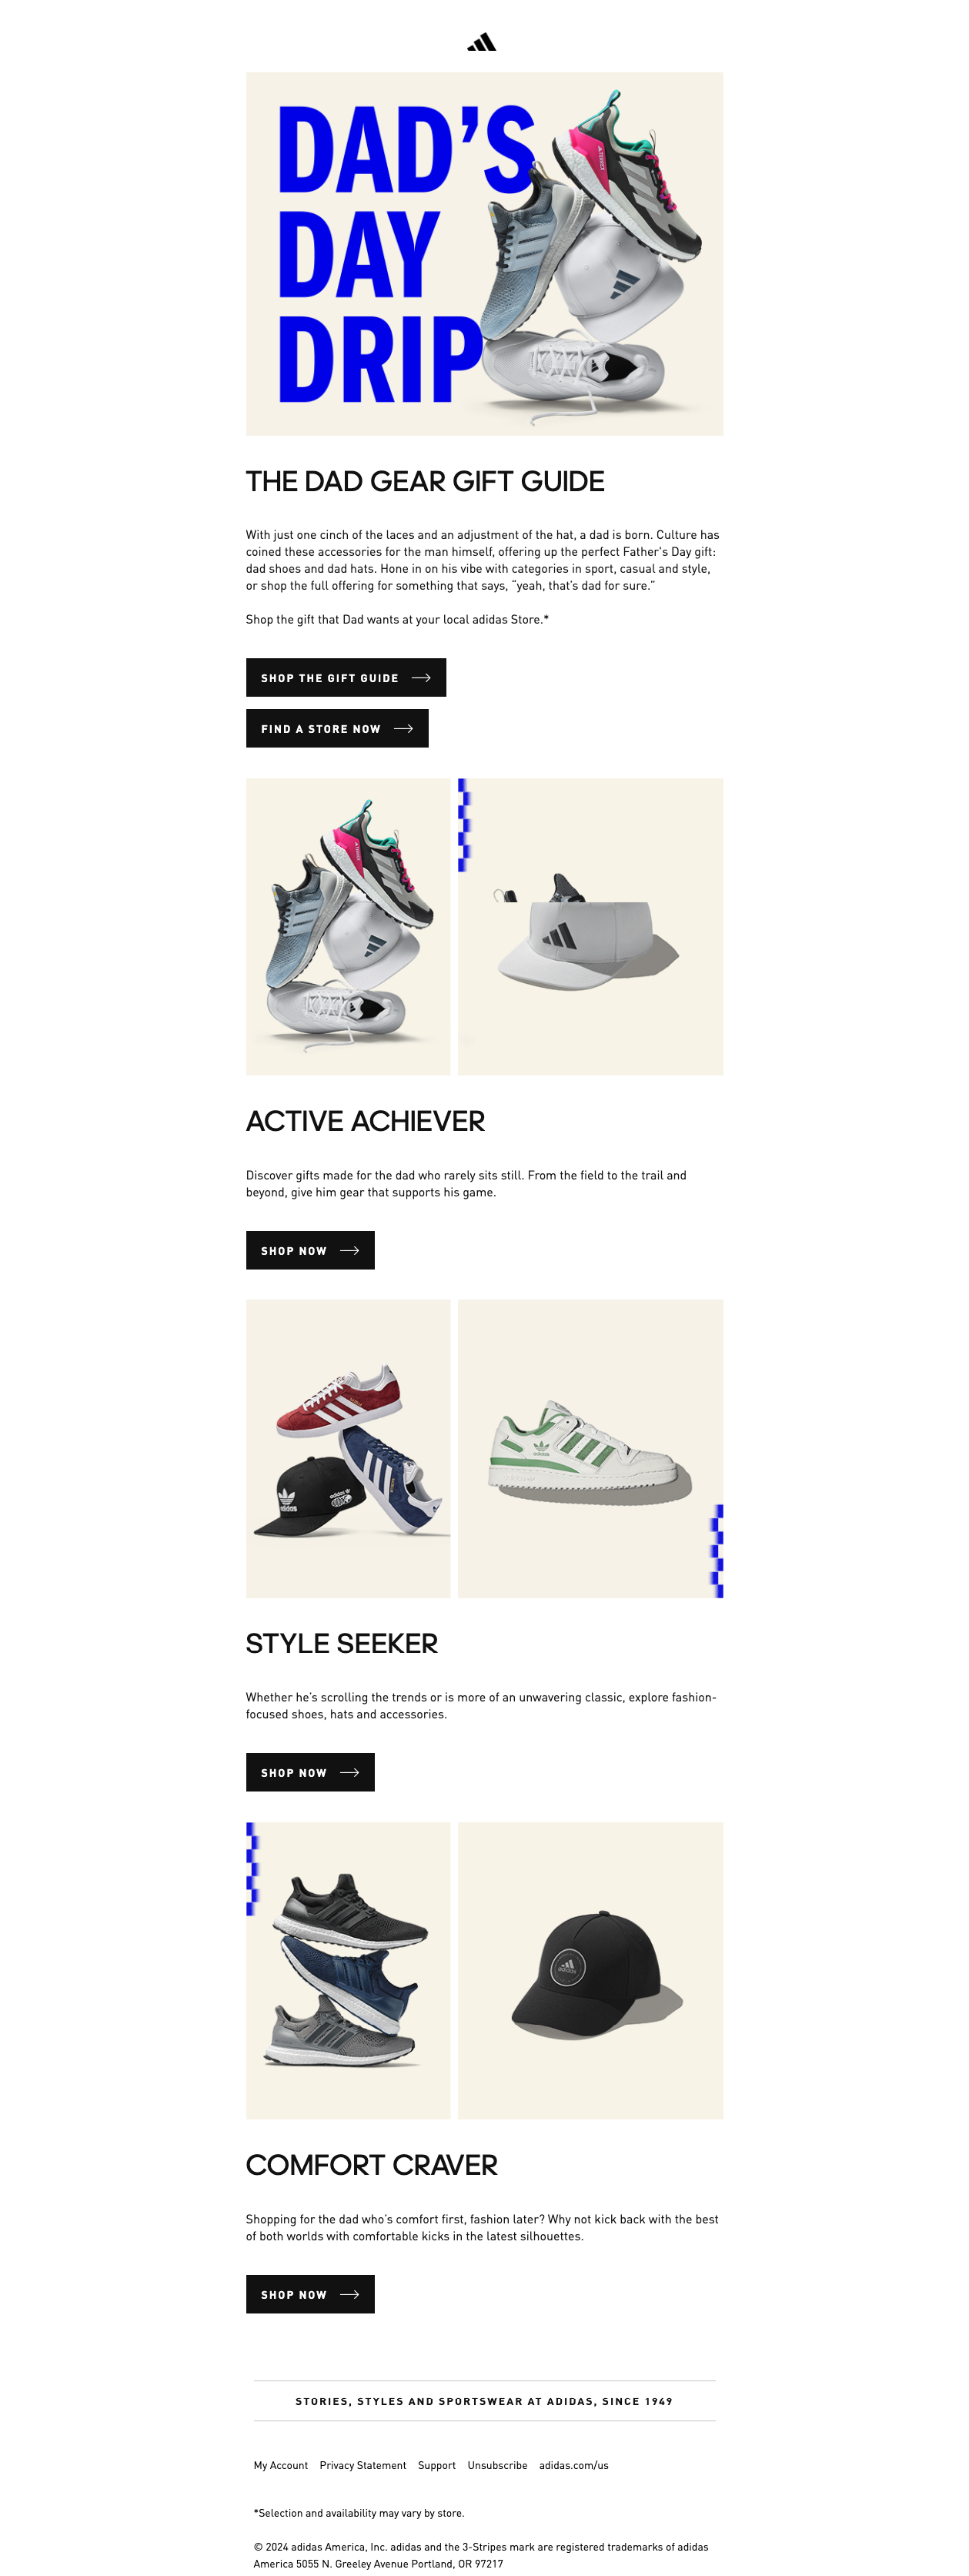 DAD'S
DAY
DRIP
THE DAD GEAR GIFT GUIDE
With just one cinch of the laces and an adjustment of the hat, a dad is born. Culture has
coined these accessories for the man himself, offering up the perfect Father's Day gift:
dad shoes and dad hats. Hone in on his vibe with categories in sport, casual and style,
or shop the full offering for something that says, "yeah, that's dad for sure."
Shop the gift that Dad wants at your local adidas Store.*
SHOP THE GIFT GUIDE
FIND A STORE NOW
ACTIVE ACHIEVER
Discover gifts made for the dad who rarely sits still. From the field to the trail and
beyond, give him gear that supports his game.
SHOP NOW
adidas
adidas
adidas
STYLE SEEKER
Whether he's scrolling the trends or is more of an unwavering classic, explore fashion-
focused shoes, hats and accessories.
SHOP NOW
adidas
COMFORT CRAVER
Shopping for the dad who's comfort first, fashion later? Why not kick back with the best
of both worlds with comfortable kicks in the latest silhouettes.
SHOP NOW
STORIES, STYLES AND SPORTSWEAR AT ADIDAS, SINCE 1949
My Account Privacy Statement Support Unsubscribe adidas.com/us
*Selection and availability may vary by store.
© 2024 adidas America, Inc. adidas and the 3-Stripes mark are registered trademarks of adidas
America 5055 N. Greeley Avenue Portland, OR 97217